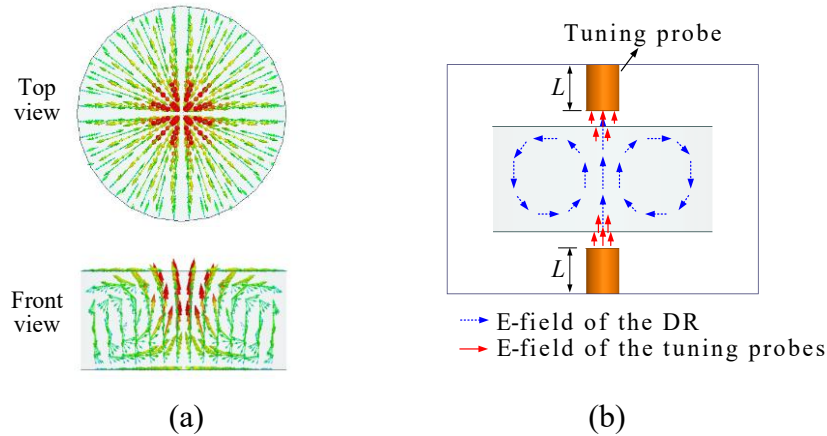 Top
view
Front
view
(a)
Tuning probe
L
L
E-field of the DR
E-field of the tuning probes
(b)